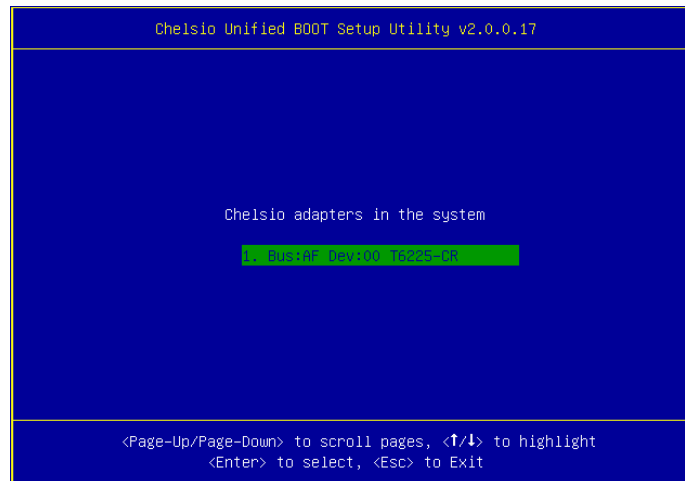 Chelsio Unified BOOT Setup Utility v2.0.0.17
Chelsio adapters in the system
1. Bus:AF Dev:00 T6225-CR
<Page-Up/Page-Down> to scroll pages, <↑/↓> to highlight
<Enter> to select, <Esc> to Exit